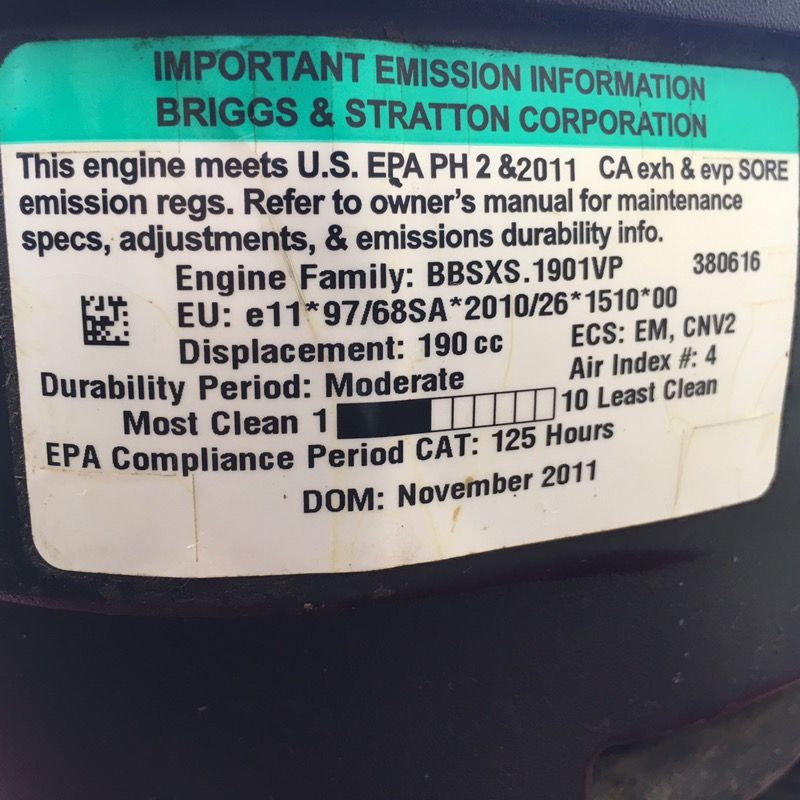 IMPORTANT EMISSION INFORMATION
BRIGGS & STRATTON CORPORATION
This engine meets U.S. EPA PH 2 &2011 CA exh & evp SORE
emission regs. Refer to owner's manual for maintenance
specs, adjustments, & emissions durability info.
Engine Family: BBSXS.1901VP 380616
EU: e11*97/68SA*2010/26*1510*00
Displacement: 190 cc ECS: EM, CNV2
Durability Period: Moderate Air Index #: 4
Most Clean 1 10 Least Clean
EPA Compliance Period CAT: 125 Hours
DOM: November 2011